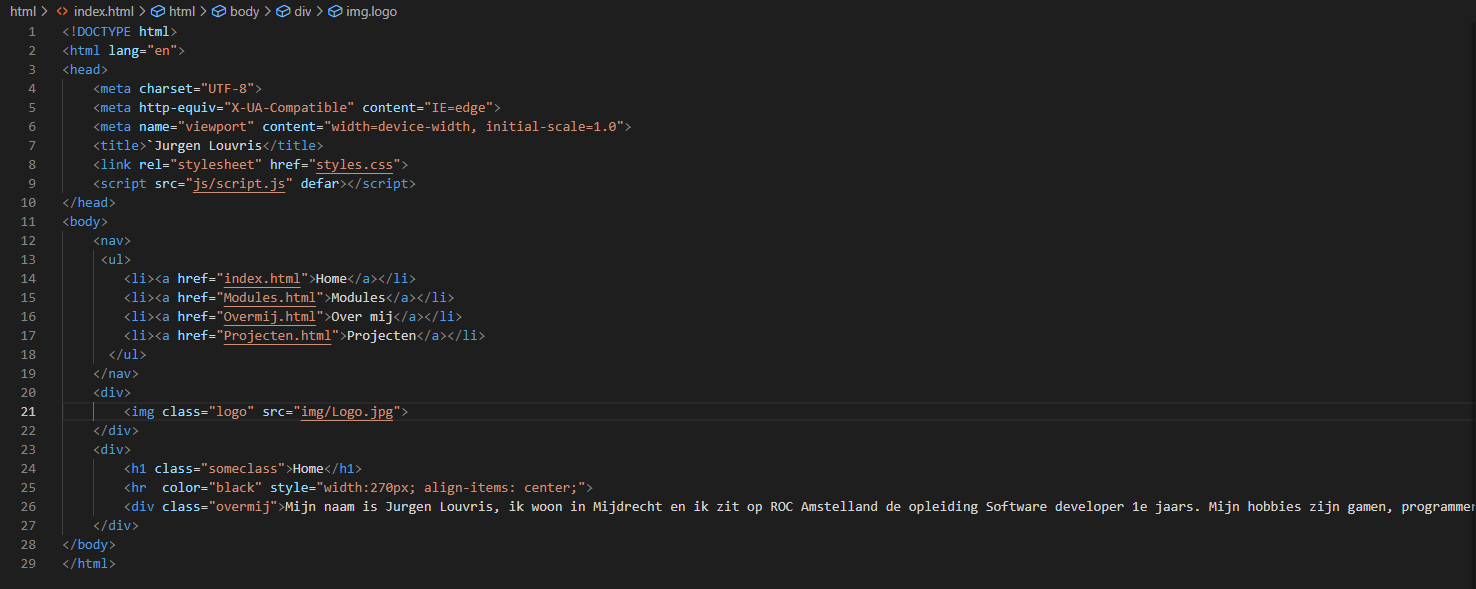 html > index.html > html > body > div > img.logo
1 <!DOCTYPE html>
2 <html lang="en">
3 <head>
4     <meta charset="UTF-8">
5     <meta http-equiv="X-UA-Compatible" content="IE=edge">
6     <meta name="viewport" content="width=device-width, initial-scale=1.0">
7     <title>`Jurgen Louvris</title>
8     <link rel="stylesheet" href="styles.css">
9     <script src="js/script.js" defar></script>
10 </head>
11 <body>
12     <nav>
13      <ul>
14         <li><a href="index.html">Home</a></li>
15         <li><a href="Modules.html">Modules</a></li>
16         <li><a href="Overmij.html">Over mij</a></li>
17         <li><a href="Projecten.html">Projecten</a></li>
18       </ul>
19     </nav>
20     <div>
21         <img class="logo" src="img/Logo.jpg">
22     </div>
23     <div>
24         <h1 class="someclass">Home</h1>
25         <hr  color="black" style="width:270px; align-items: center;">
26         <div class="overmij">Mijn naam is Jurgen Louvris, ik woon in Mijdrecht en ik zit op ROC Amstelland de opleiding Software developer 1e jaars. Mijn hobbies zijn gamen, programmer
27     </div>
28 </body>
29 </html>